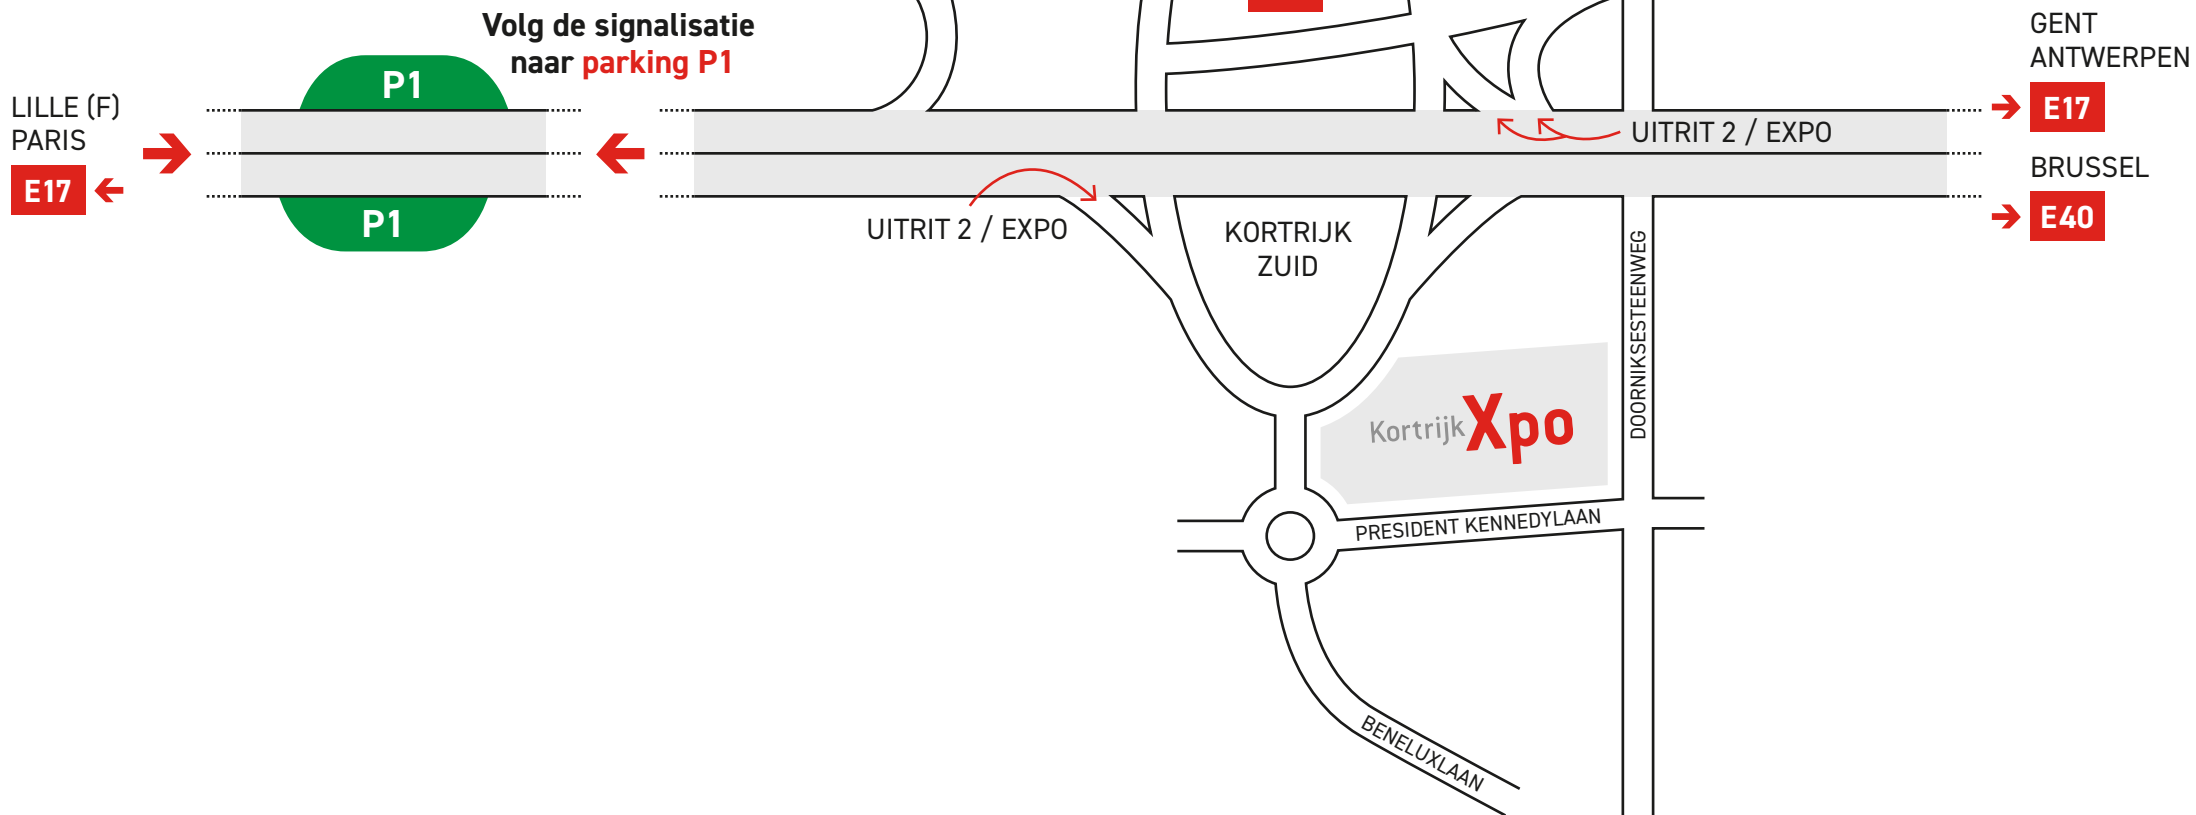 Volg de signalisatie
naar parking P1
P1
P1
LILLE (F)
PARIS
E17
UITRIT 2 / EXPO
UITRIT 2 / EXPO
GENT
ANTWERPEN
E17
BRUSSEL
E40
KORTRIJK
ZUID
DOORNIKSESTEENWEG
Kortrijk Xpo
PRESIDENT KENNEDYLAAN
BENELUXLAAN